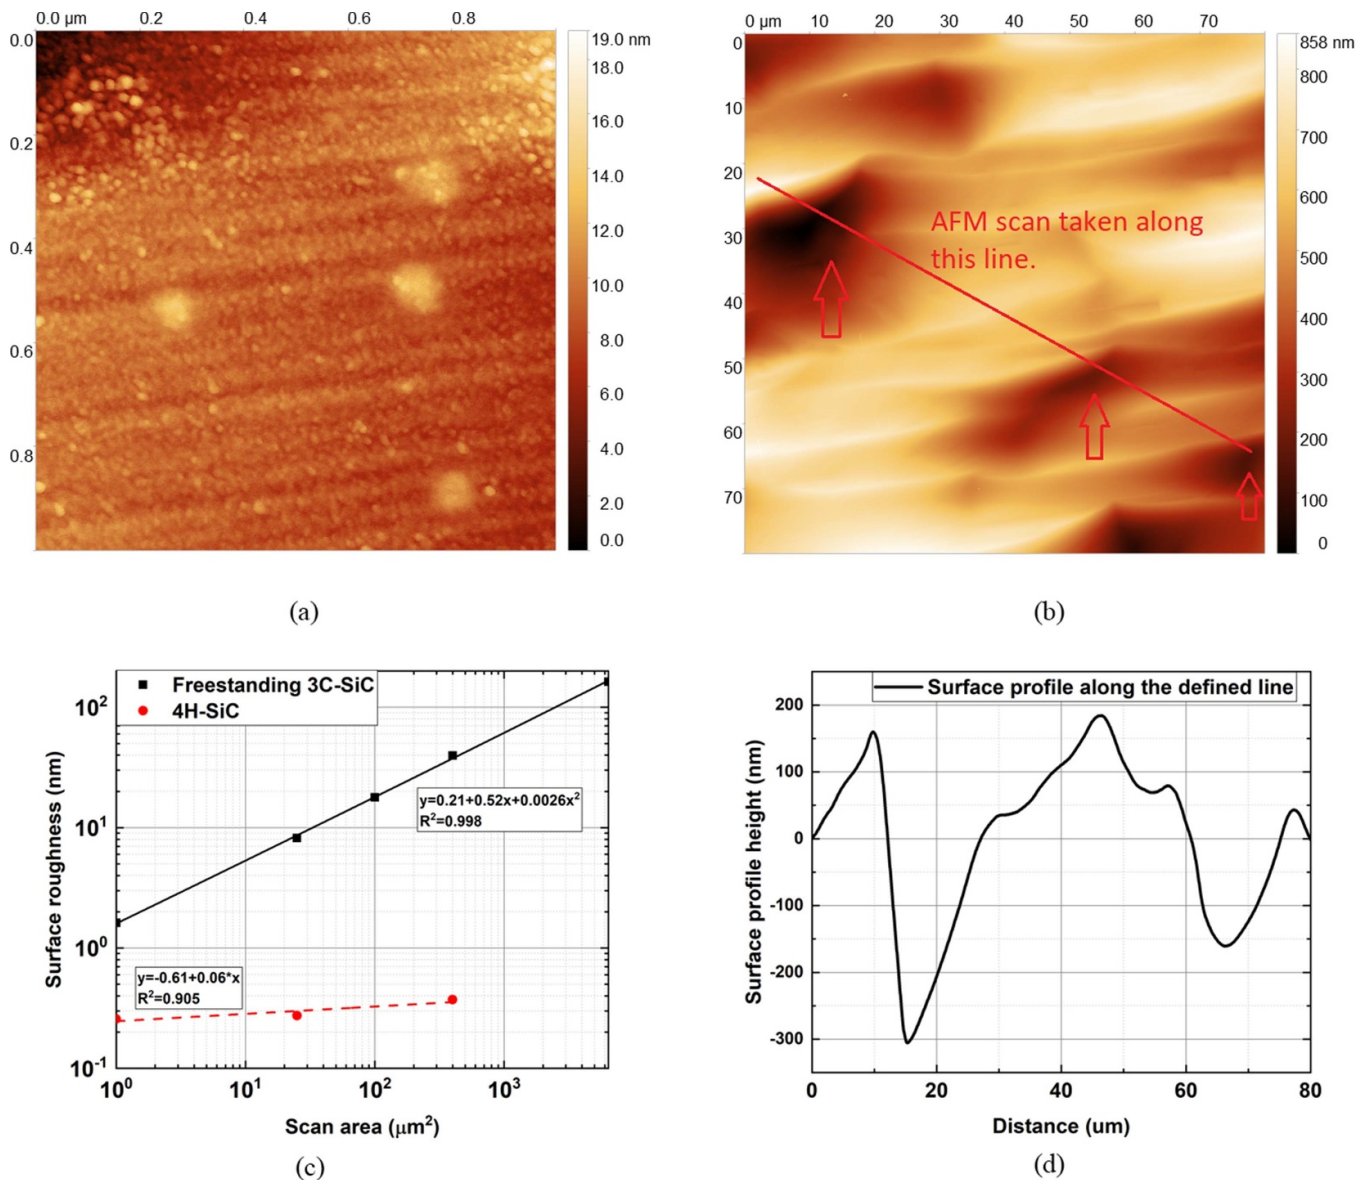 0.0 µm 0.2 0.4 0.6 0.8
0.0
0.2
0.4
0.6
0.8
19.0 nm
18.0
16.0
14.0
12.0
10.0
8.0
6.0
4.0
2.0
0.0
(a)
0 µm 10 20 30 40 50 60 70
0
10
20
30
40
50
60
70
AFM scan taken along
this line.
858 nm
800
700
600
500
400
300
200
100
0
(b)
Freestanding 3C-SiC
4H-SiC
y=0.21+0.52x+0.0026x²
R²=0.998
y=-0.61+0.06*x
R²=0.905
Surface roughness (nm)
10²
10¹
10⁰
10⁻¹
10⁰ 10¹ 10² 10³
Scan area (µm²)
(c)
Surface profile along the defined line
Surface profile height (nm)
200
100
0
-100
-200
-300
0 20 40 60 80
Distance (um)
(d)